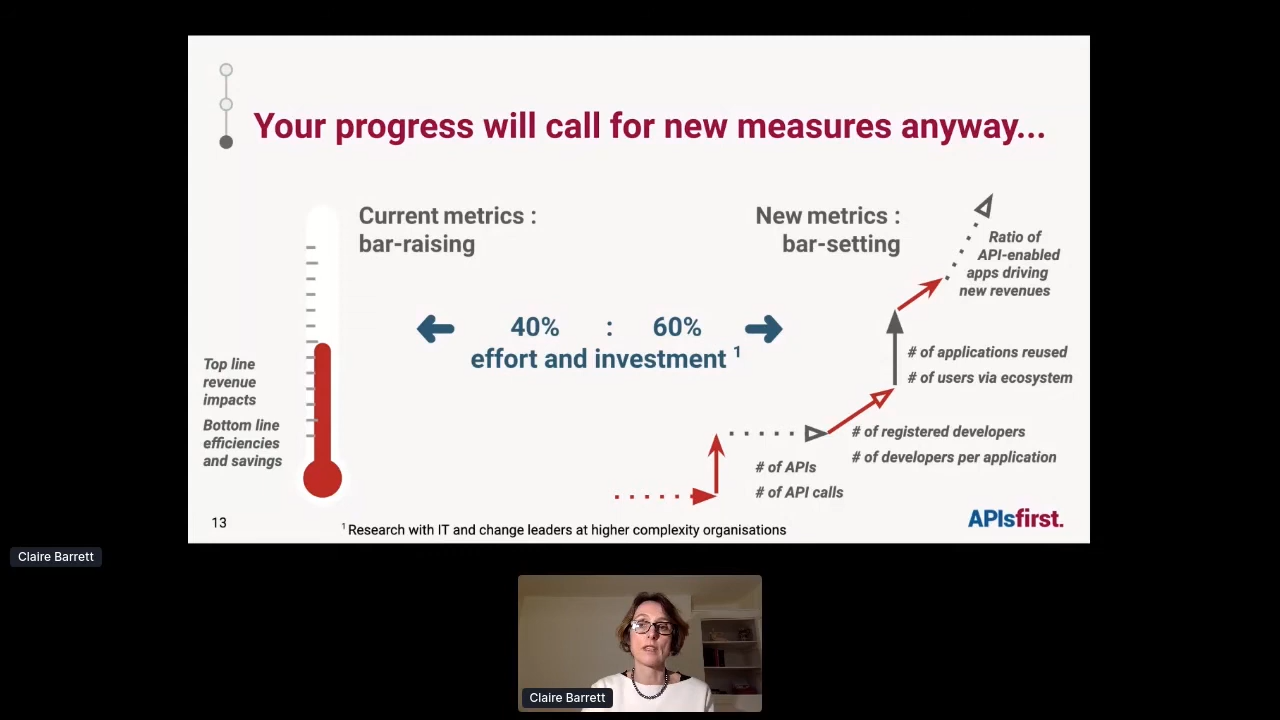 Your progress will call for new measures anyway...
Current metrics :
bar-raising
New metrics :
bar-setting
Ratio of
API-enabled
apps driving
new revenues
40% : 60%
effort and investment 1
Top line
revenue
impacts
Bottom line
efficiencies
and savings
# of applications reused
# of users via ecosystem
# of registered developers
# of developers per application
# of APIs
# of API calls
13
1 Research with IT and change leaders at higher complexity organisations
APIsfirst.
Claire Barrett
Claire Barrett